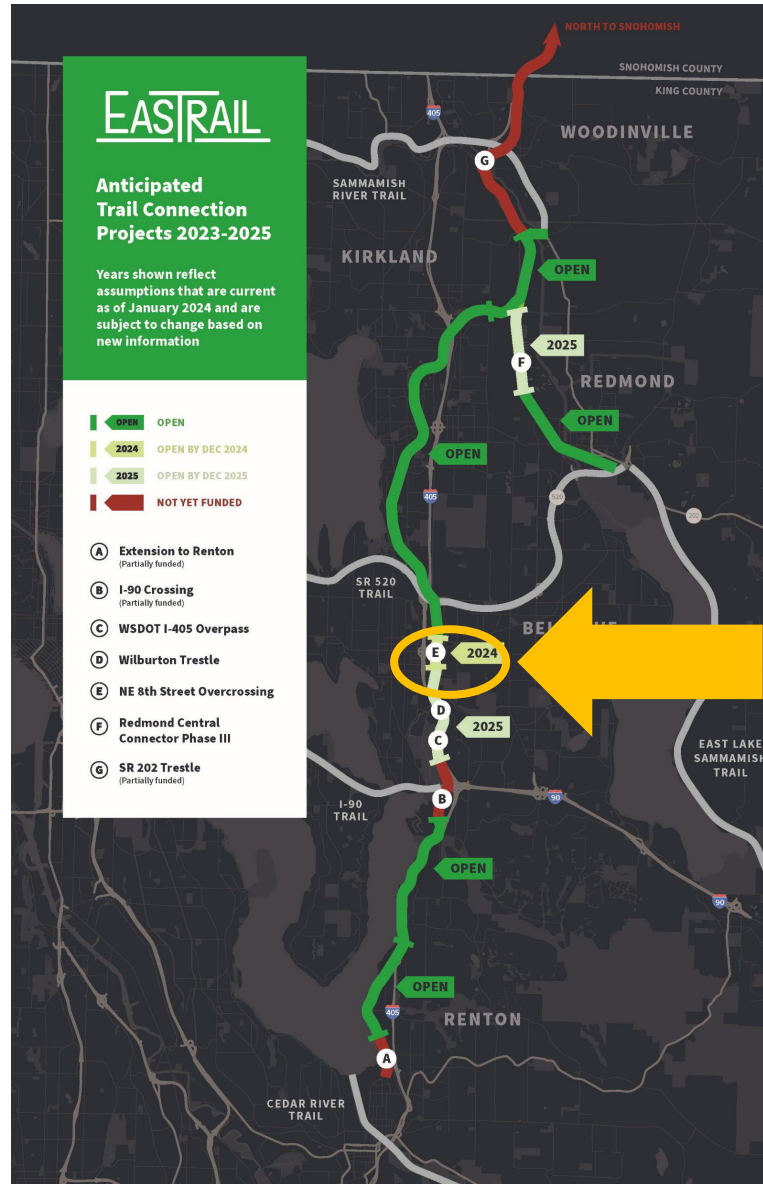 EASTRAIL
Anticipated
Trail Connection
Projects 2023-2025
Years shown reflect
assumptions that are current
as of January 2024 and are
subject to change based on
new information
OPEN OPEN
2024 OPEN BY DEC 2024
2025 OPEN BY DEC 2025
NOT YET FUNDED
A Extension to Renton
(Partially funded)
B I-90 Crossing
(Partially funded)
C WSDOT I-405 Overpass
D Wilburton Trestle
E NE 8th Street Overcrossing
F Redmond Central
Connector Phase III
G SR 202 Trestle
(Partially funded)
NORTH TO SNOHOMISH
SNOHOMISH COUNTY
KING COUNTY
405
WOODINVILLE
G
SAMMAMISH
RIVER TRAIL
KIRKLAND
OPEN
2025
F
REDMOND
OPEN
OPEN
405
520
202
SR 520
TRAIL
E
2024
D
2025
C
EAST LAKE
SAMMAMISH
TRAIL
B
90
I-90
TRAIL
OPEN
90
OPEN
405
RENTON
A
CEDAR RIVER
TRAIL